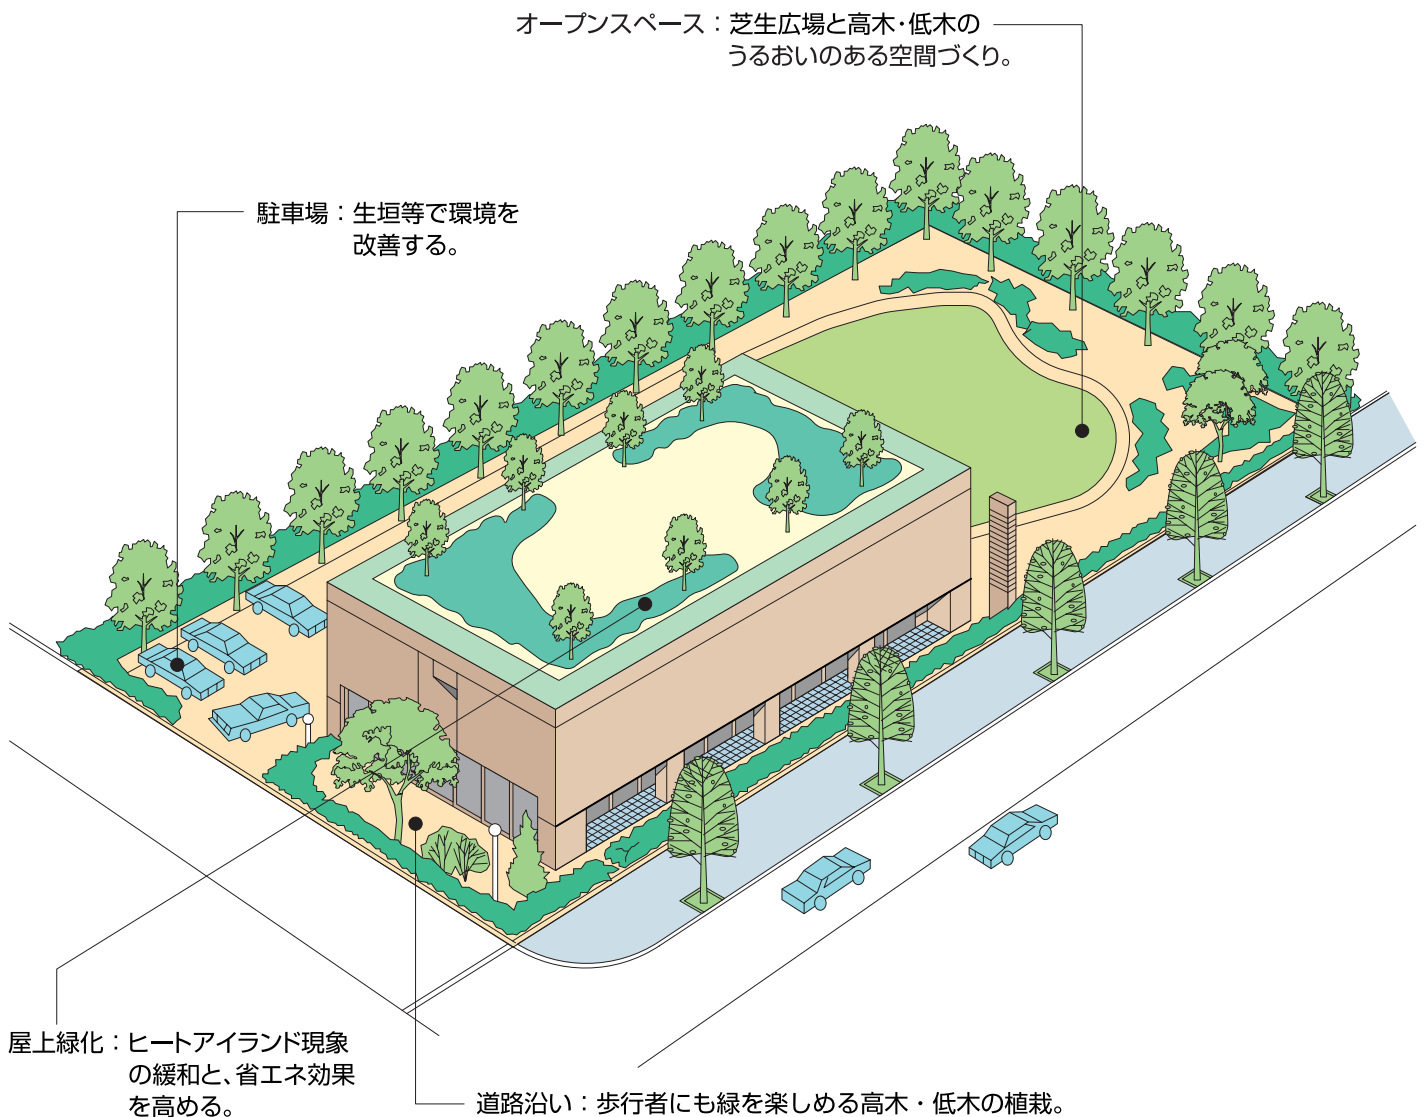 オープンスペース：芝生広場と高木・低木の
うるおいのある空間づくり。
駐車場：生垣等で環境を
改善する。
屋上緑化：ヒートアイランド現象
の緩和と、省エネ効果
を高める。
道路沿い：歩行者にも緑を楽しめる高木・低木の植栽。